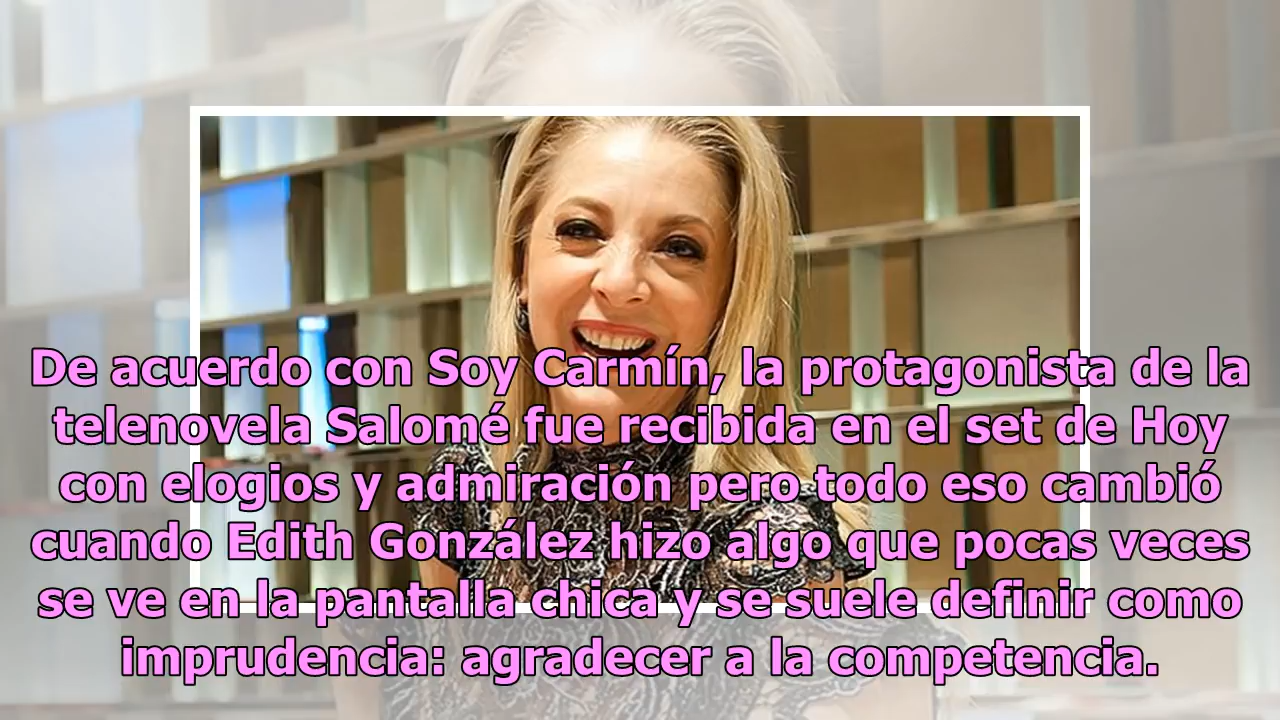 De acuerdo con Soy Carmín, la protagonista de la
telenovela Salomé fue recibida en el set de Hoy
con elogios y admiración pero todo eso cambió
cuando Edith González hizo algo que pocas veces
se ve en la pantalla chica y se suele definir como
imprudencia: agradecer a la competencia.